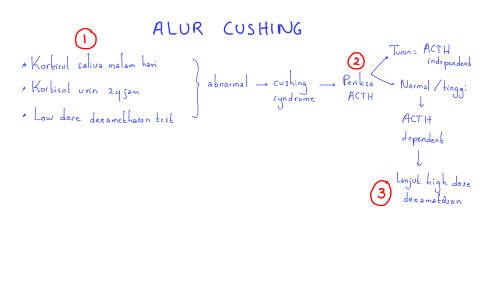 ALUR CUSHING
1
• Kortisol saliva malam hari
• Kortisol urin 24 jam
• Low dose dexamethason test
abnormal → cushing
syndrome
2
→ Periksa
ACTH
Turun: ACTH
independent
Normal/tinggi
↓
ACTH
dependent
↓
3
Lanjut high dose
dexametason